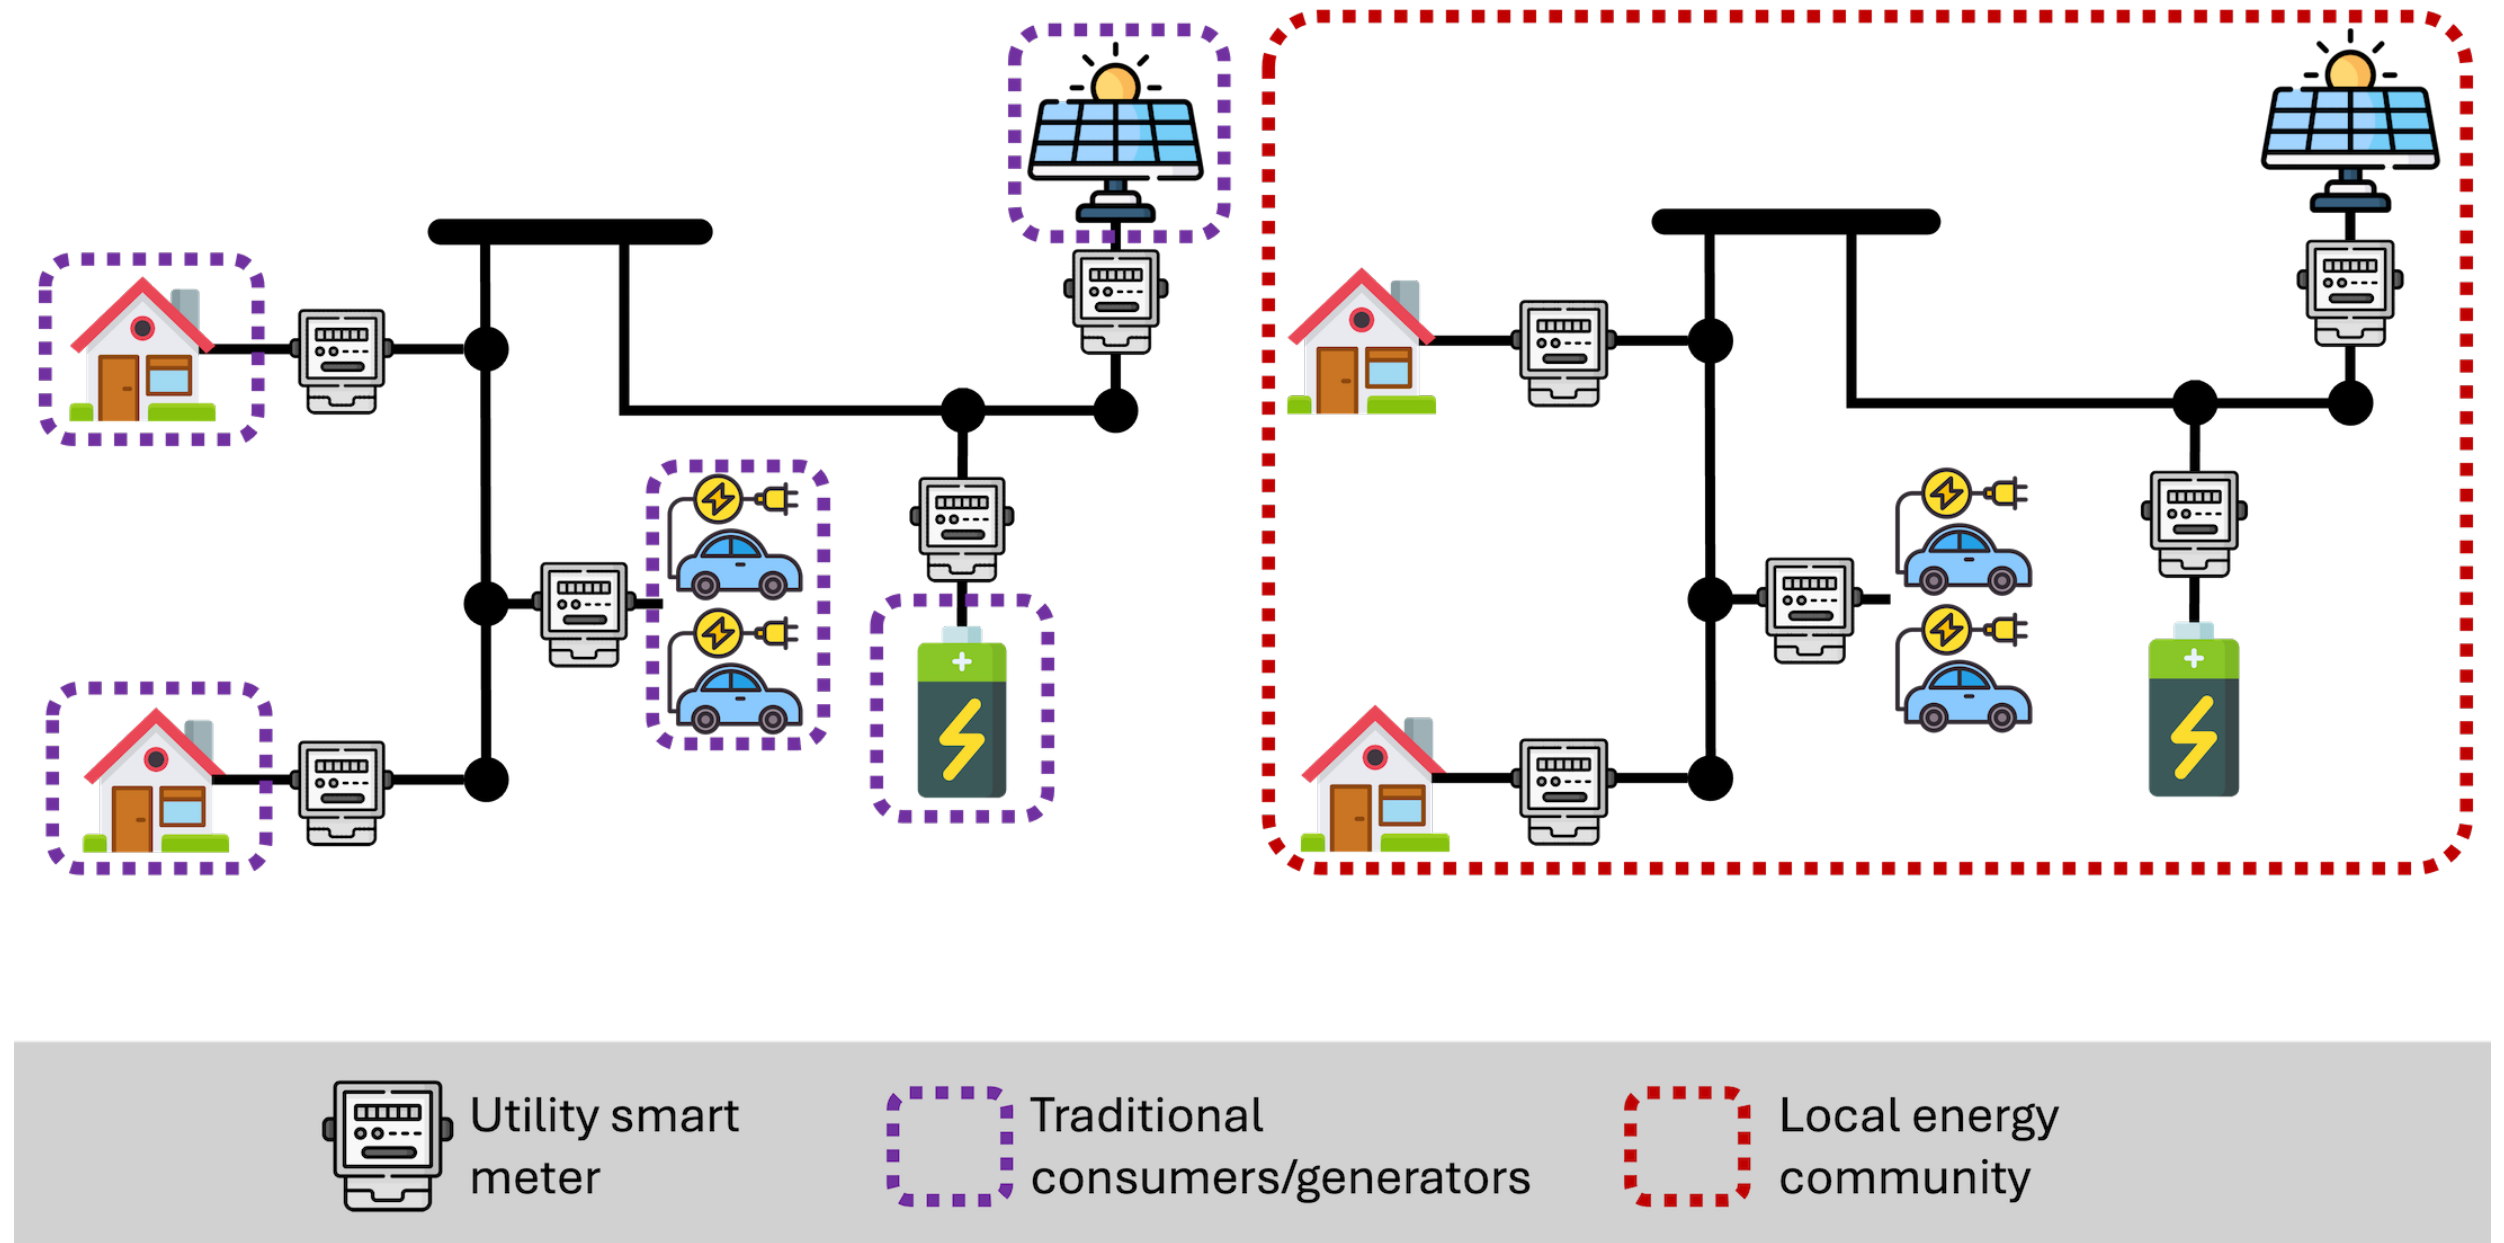 Utility smart
meter
Traditional
consumers/generators
Local energy
community